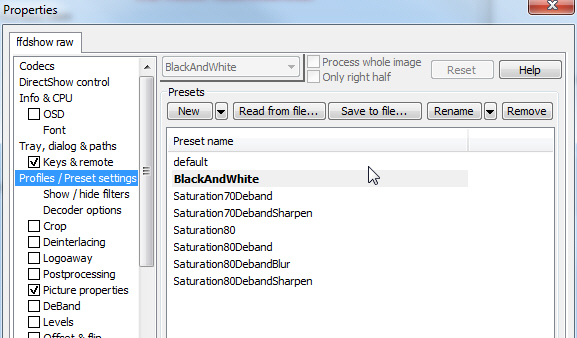 Properties
ffdshow raw
Codecs
DirectShow control
Info & CPU
OSD
Font
Tray, dialog & paths
Keys & remote
Profiles / Preset settings
Show / hide filters
Decoder options
Crop
Deinterlacing
Logoaway
Postprocessing
Picture properties
DeBand
Levels
Offset & flip
BlackAndWhite
Process whole image
Only right half
Reset
Help
Presets
New
Read from file...
Save to file...
Rename
Remove
Preset name
default
BlackAndWhite
Saturation70Deband
Saturation70DebandSharpen
Saturation80
Saturation80Deband
Saturation80DebandBlur
Saturation80DebandSharpen